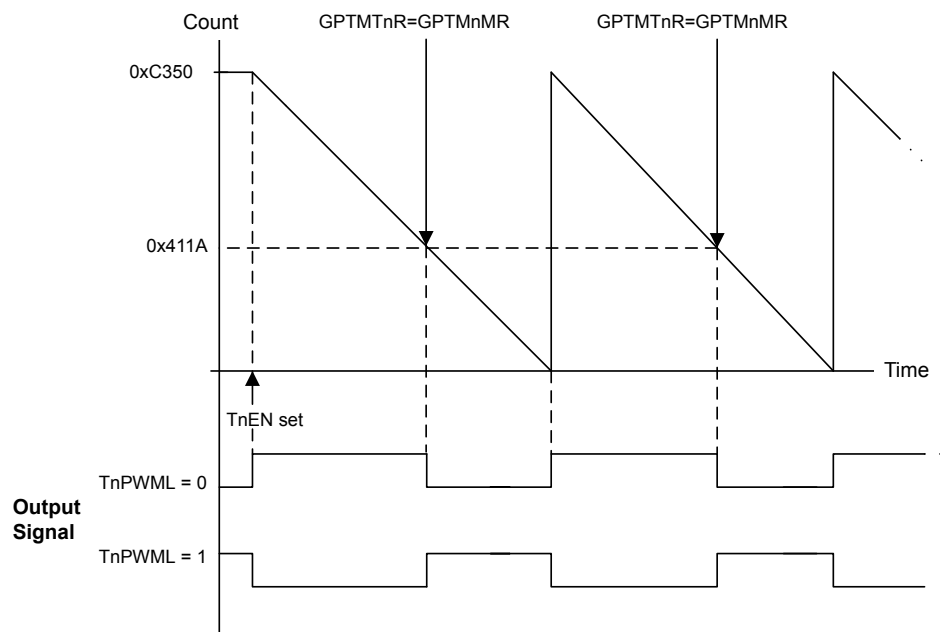 Count
GPTMTnR=GPTMnMR
GPTMTnR=GPTMnMR
0xC350
0x411A
Time
TnEN set
TnPWML = 0
Output
Signal
TnPWML = 1